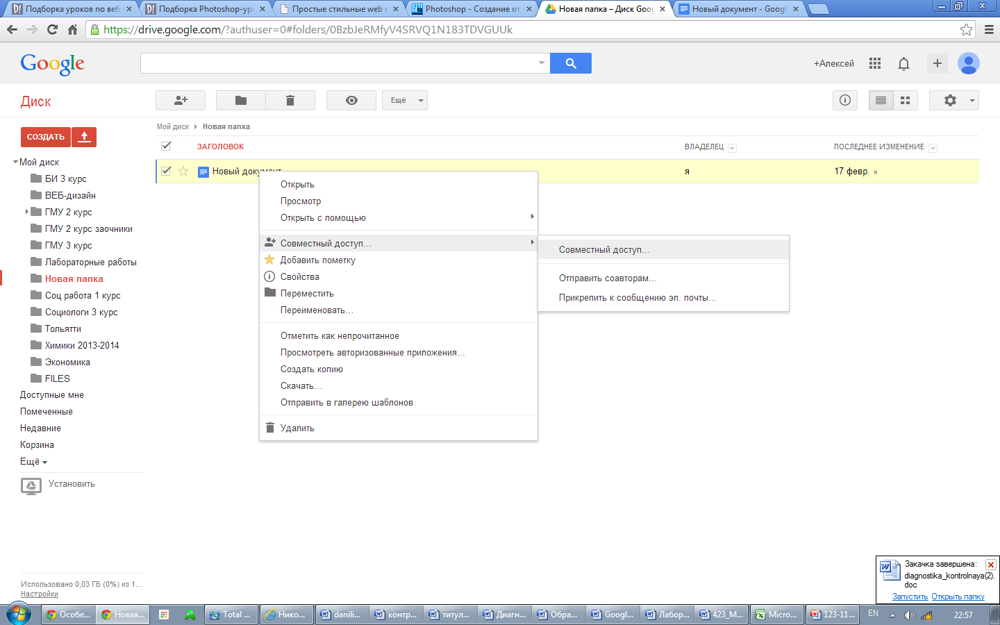 Подборка уроков по веб
Подборка Photoshop-ур
Простые стильные web
Photoshop - Создание от
Новая папка – Диск Goo
Новый документ - Googl
https://drive.google.com/?authuser=0#folders/0BzbJeRMfyV4SRVQ1N183TDVGUUk
Google
+Алексей
Диск
Ещё
Мой диск
Новая папка
СОЗДАТЬ
ЗАГОЛОВОК
ВЛАДЕЛЕЦ
ПОСЛЕДНЕЕ ИЗМЕНЕНИЕ
Новый документ
я
17 февр. я
Мой диск
БИ 3 курс
ВЕБ-дизайн
ГМУ 2 курс
ГМУ 2 курс заочники
ГМУ 3 курс
Лабораторные работы
Новая папка
Соц работа 1 курс
Социологи 3 курс
Тольятти
Химики 2013-2014
Экономика
FILES
Доступные мне
Помеченные
Недавние
Корзина
Ещё
Установить
Открыть
Просмотр
Открыть с помощью
Совместный доступ...
Добавить пометку
Свойства
Переместить
Переименовать...
Отметить как непрочитанное
Просмотреть авторизованные приложения...
Создать копию
Скачать...
Отправить в галерею шаблонов
Удалить
Совместный доступ...
Отправить соавторам...
Прикрепить к сообщению эл. почты...
Использовано 0,03 ГБ (0%) из 1...
Настройки
Закачка завершена:
diagnostika_kontrolnaya(2).
doc
Запустить Открыть папку
Особе...
Новая...
Total ...
Нико...
danili...
контр...
титул...
Диагн...
Обра...
Googl...
Лабор...
423_М...
Micro...
123-11...
EN
22:57